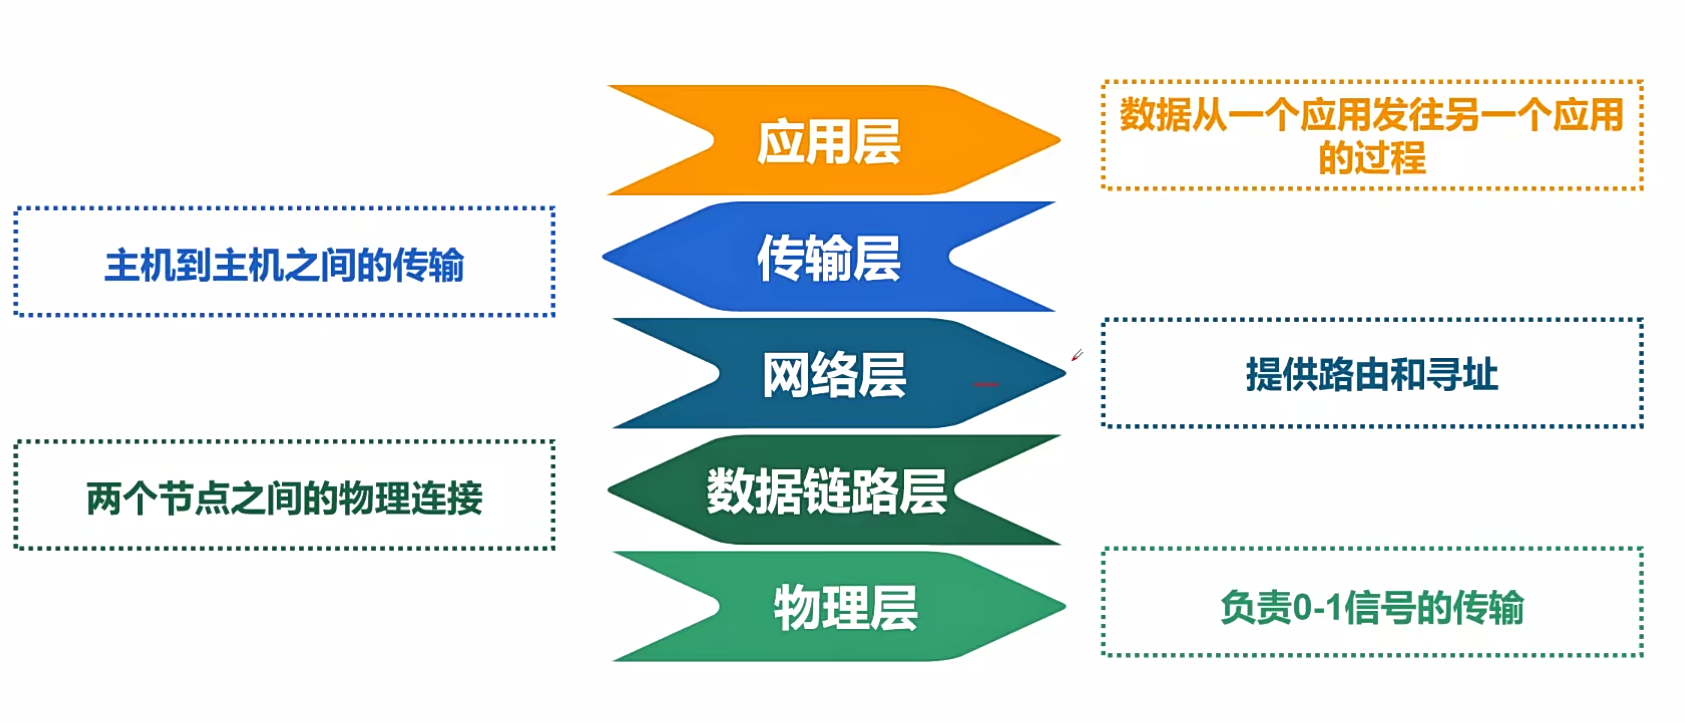 应用层
数据从一个应用发往另一个应用
的过程
主机到主机之间的传输
传输层
网络层
提供路由和寻址
两个节点之间的物理连接
数据链路层
物理层
负责0-1信号的传输